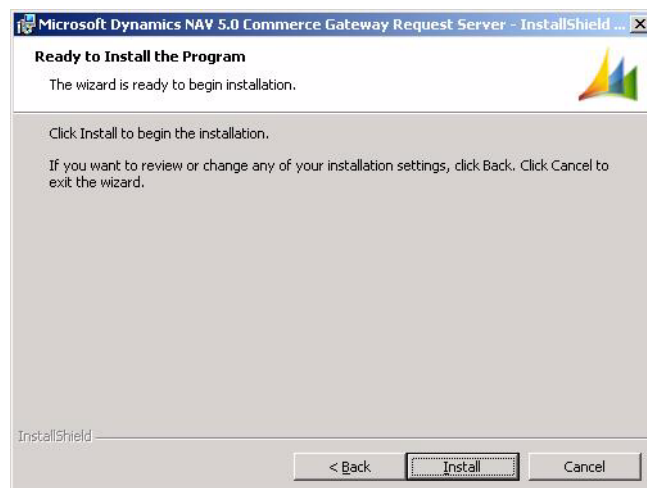 Microsoft Dynamics NAV 5.0 Commerce Gateway Request Server - InstallShield ...
Ready to Install the Program
The wizard is ready to begin installation.
Click Install to begin the installation.
If you want to review or change any of your installation settings, click Back. Click Cancel to
exit the wizard.
InstallShield
< Back
Install
Cancel